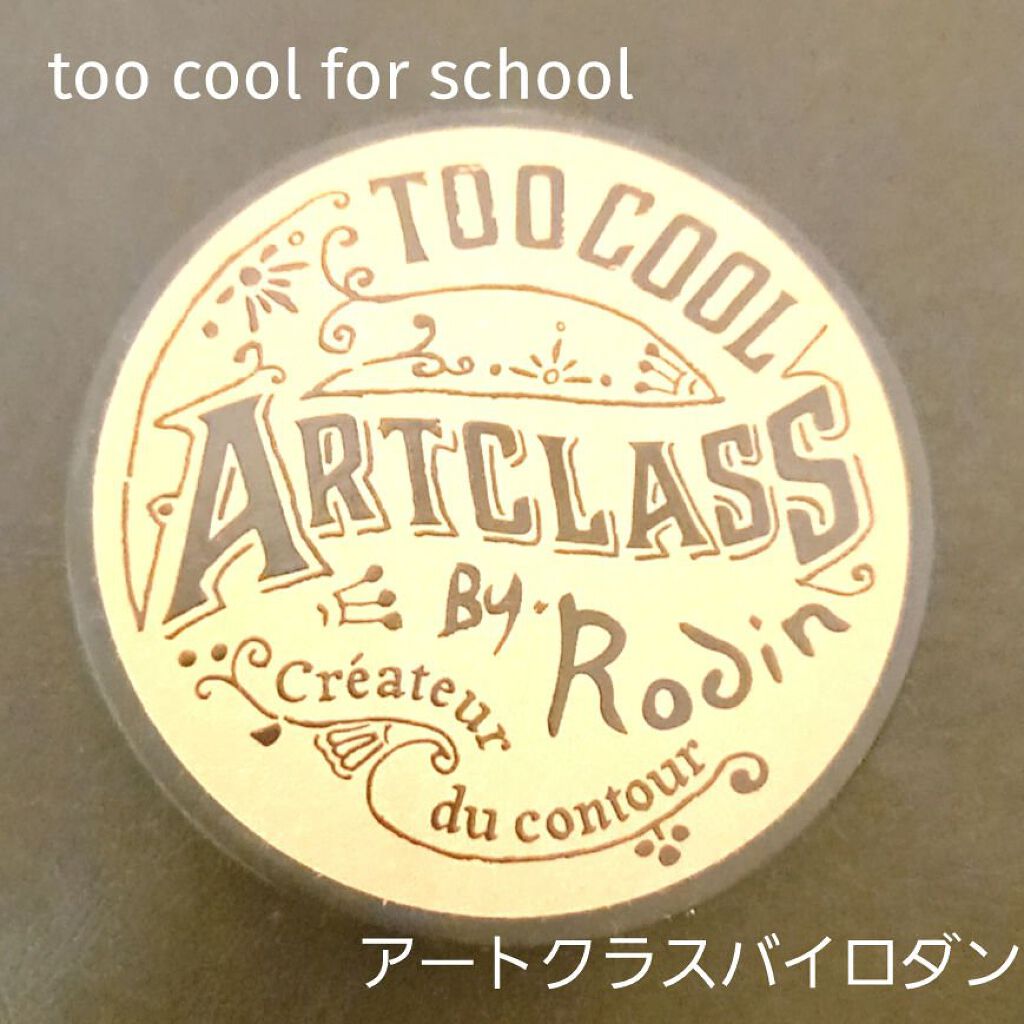 too cool for school
TOO COOL
ARTCLASS
By. Rodin
Créateur
du contour
アートクラスバイロダン